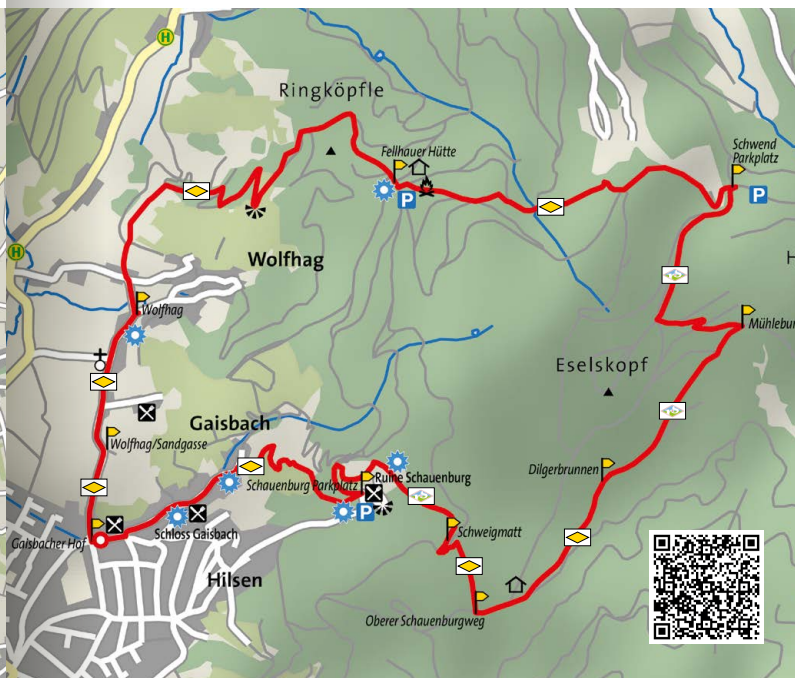 H
Ringköpfle
Fellhauer Hütte
Schwend
Parkplatz
P
P
H
Wolfhag
H
Wolfhag
Mühlebur
Eselskopf
Gaisbach
Wolfhag/Sandgasse
Schauenburg Parkplatz
Ruine Schauenburg
Dilgerbrunnen
P
Schloss Gaisbach
Schweigmatt
Gaisbacher Hof
Hilsen
Oberer Schauenburgweg